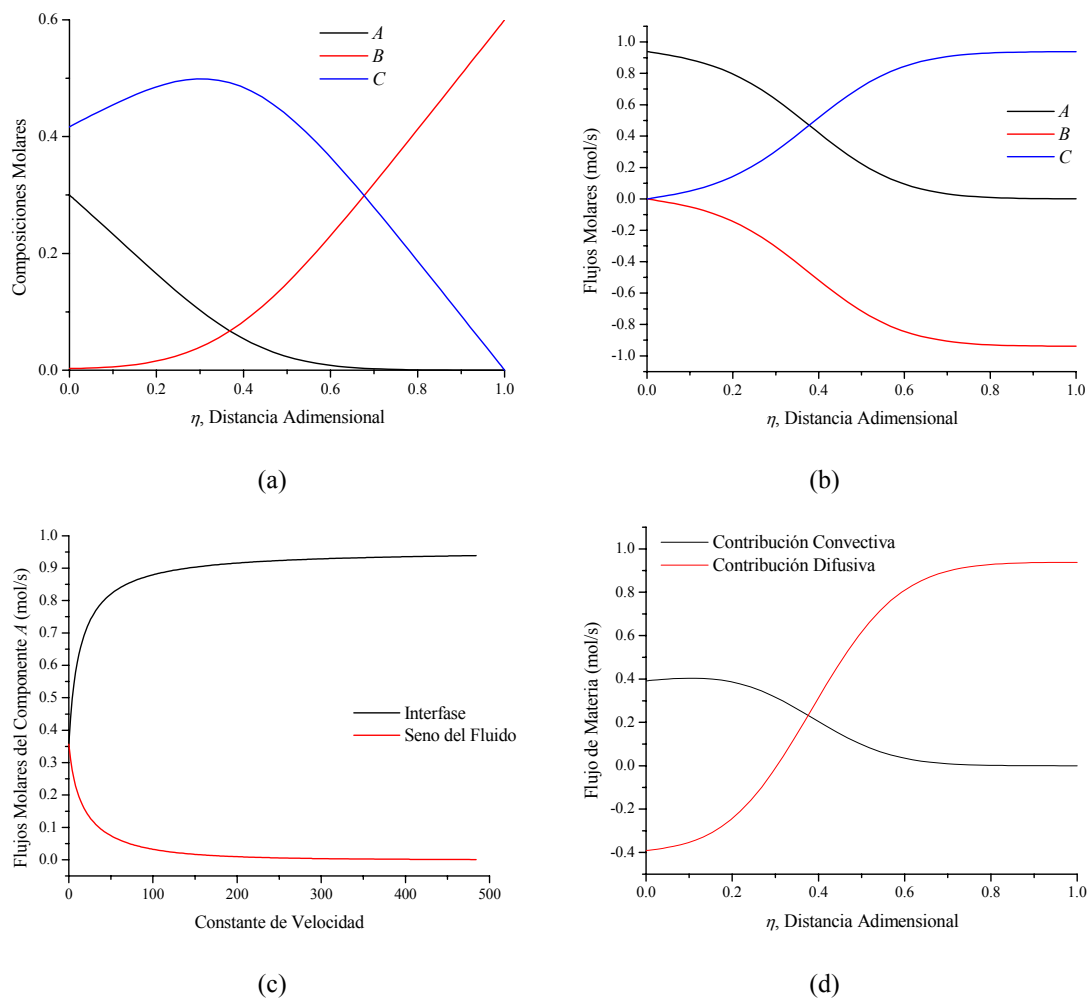 0.6
A
B
C
0.4
0.2
0.0
0.0 0.2 0.4 0.6 0.8 1.0
Composiciones Molares
η, Distancia Adimensional
(a)
1.0
0.8
0.6
0.4
0.2
0.0
-0.2
-0.4
-0.6
-0.8
-1.0
A
B
C
0.0 0.2 0.4 0.6 0.8 1.0
Flujos Molares (mol/s)
η, Distancia Adimensional
(b)
1.0
0.9
0.8
0.7
0.6
0.5
0.4
0.3
0.2
0.1
0.0
Interfase
Seno del Fluido
0 100 200 300 400 500
Flujos Molares del Componente A (mol/s)
Constante de Velocidad
(c)
Contribución Convectiva
Contribución Difusiva
1.0
0.8
0.6
0.4
0.2
0.0
-0.2
-0.4
0.0 0.2 0.4 0.6 0.8 1.0
Flujo de Materia (mol/s)
η, Distancia Adimensional
(d)